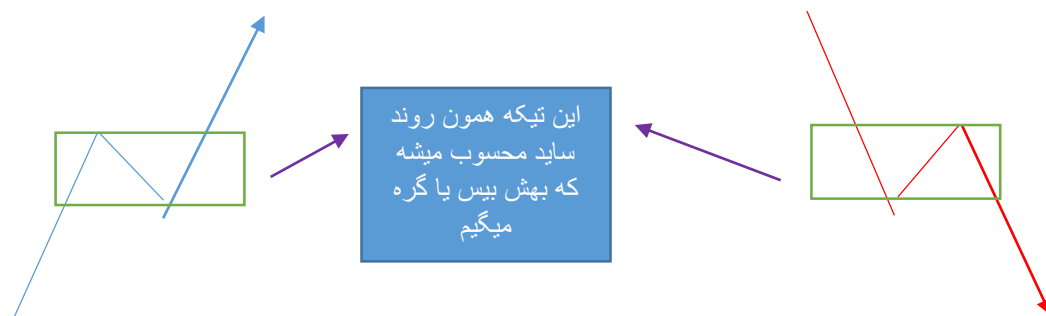 این تیکه همون روند
ساید محسوب میشه
که بهش بیس یا گره
میگیم